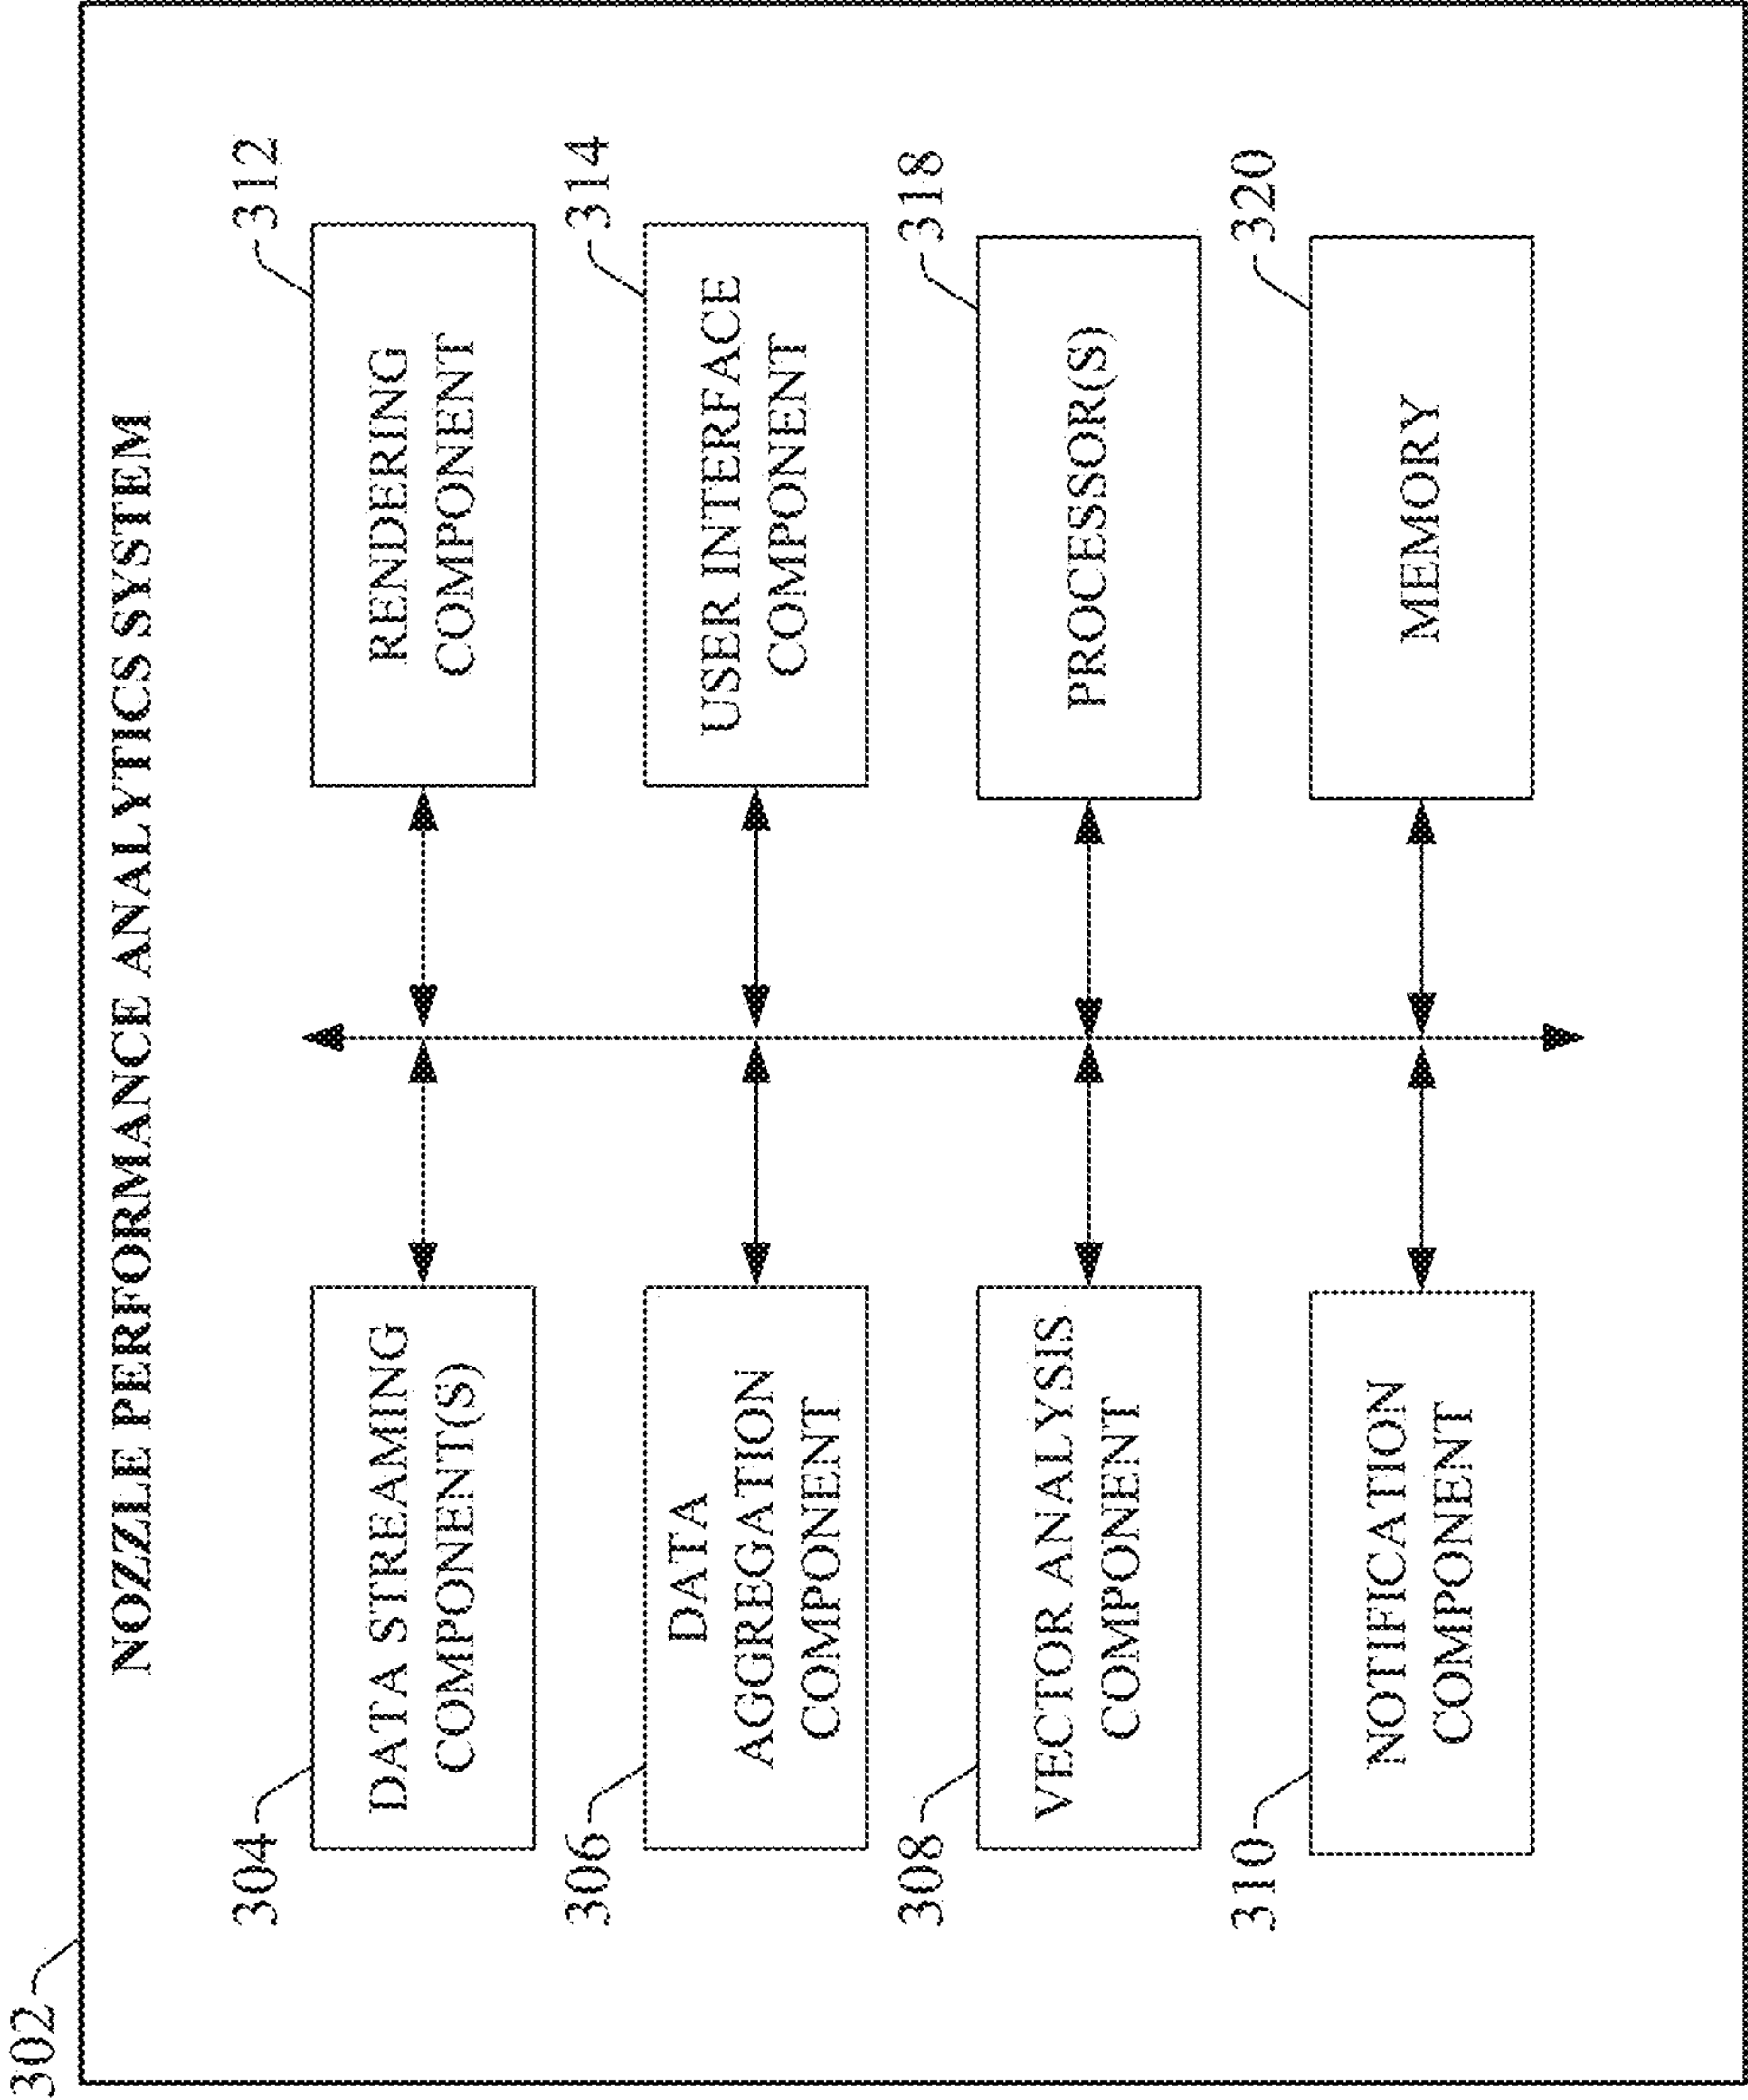 302
NOZZLE PERFORMANCE ANALYTICS SYSTEM
304
DATA STREAMING
COMPONENT(S)
312
RENDERING
COMPONENT
306
DATA
AGGREGATION
COMPONENT
314
USER INTERFACE
COMPONENT
308
VECTOR ANALYSIS
COMPONENT
318
PROCESSOR(S)
310
NOTIFICATION
COMPONENT
320
MEMORY